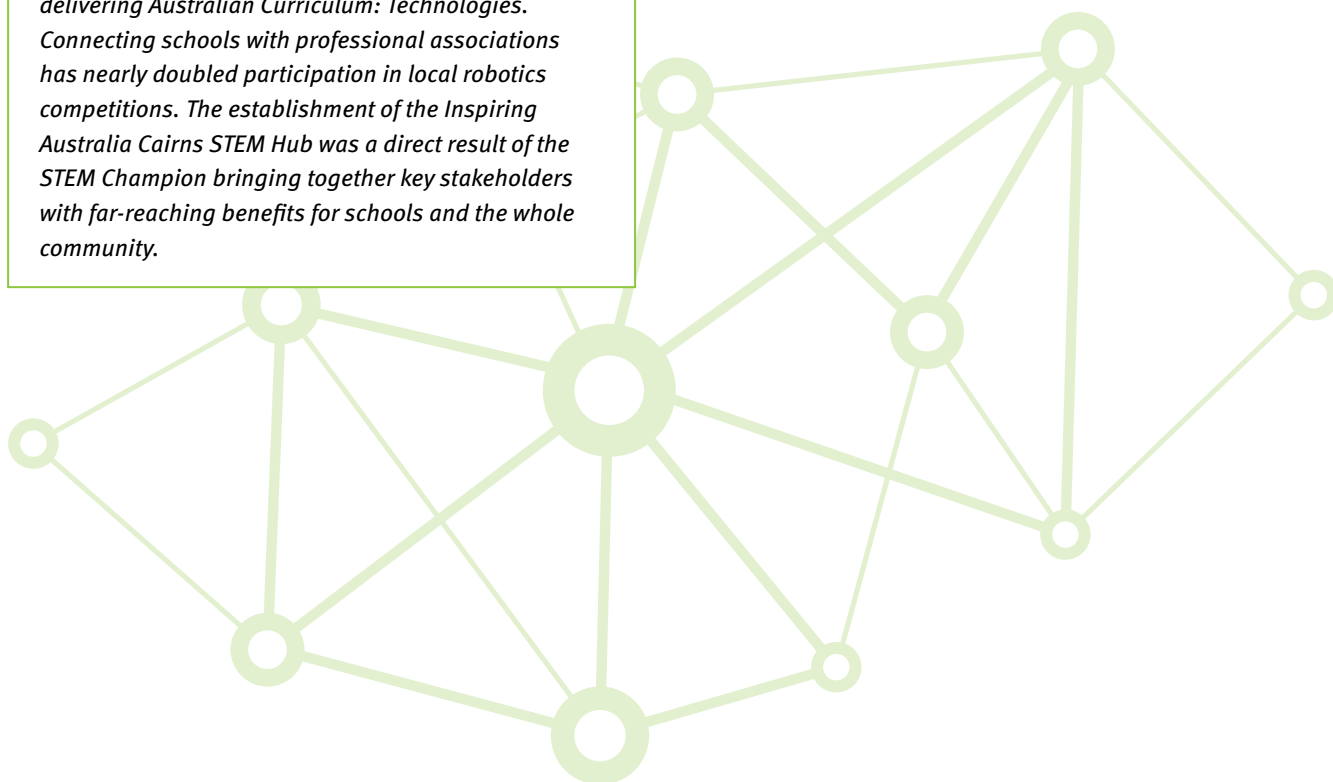 delivering Australian Curriculum: Technologies.
Connecting schools with professional associations
has nearly doubled participation in local robotics
competitions. The establishment of the Inspiring
Australia Cairns STEM Hub was a direct result of the
STEM Champion bringing together key stakeholders
with far-reaching benefits for schools and the whole
community.